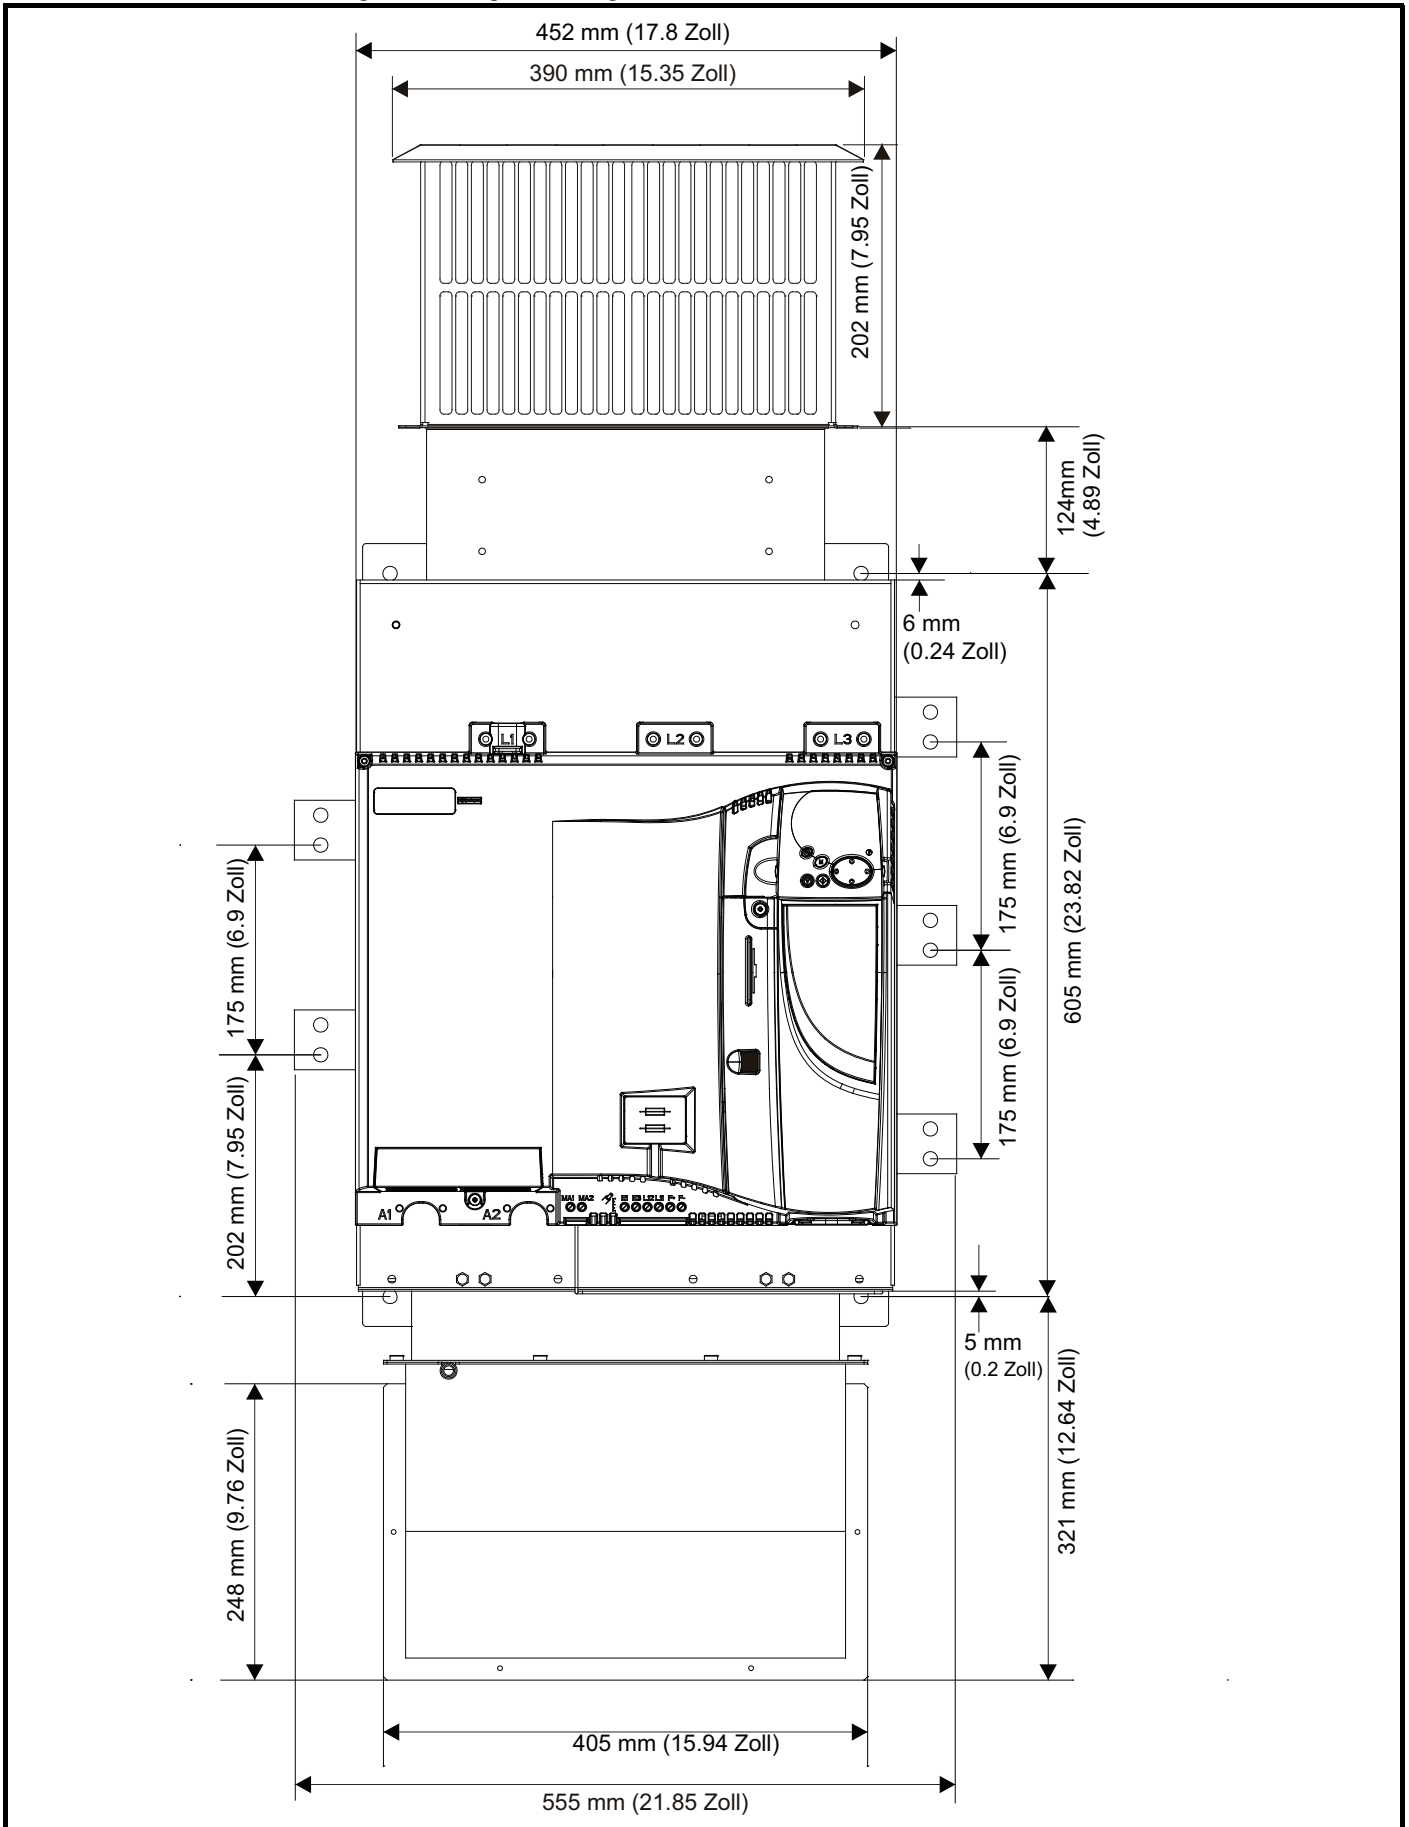 452 mm (17.8 Zoll)
390 mm (15.35 Zoll)
202 mm (7.95 Zoll)
124mm
(4.89 Zoll)
6 mm
(0.24 Zoll)
L1
L2
L3
175 mm (6.9 Zoll)
175 mm (6.9 Zoll)
605 mm (23.82 Zoll)
175 mm (6.9 Zoll)
202 mm (7.95 Zoll)
A1
A2
MA1 MA2
E1 E3 L12 L3 F+ F-
5 mm
(0.2 Zoll)
321 mm (12.64 Zoll)
248 mm (9.76 Zoll)
405 mm (15.94 Zoll)
555 mm (21.85 Zoll)